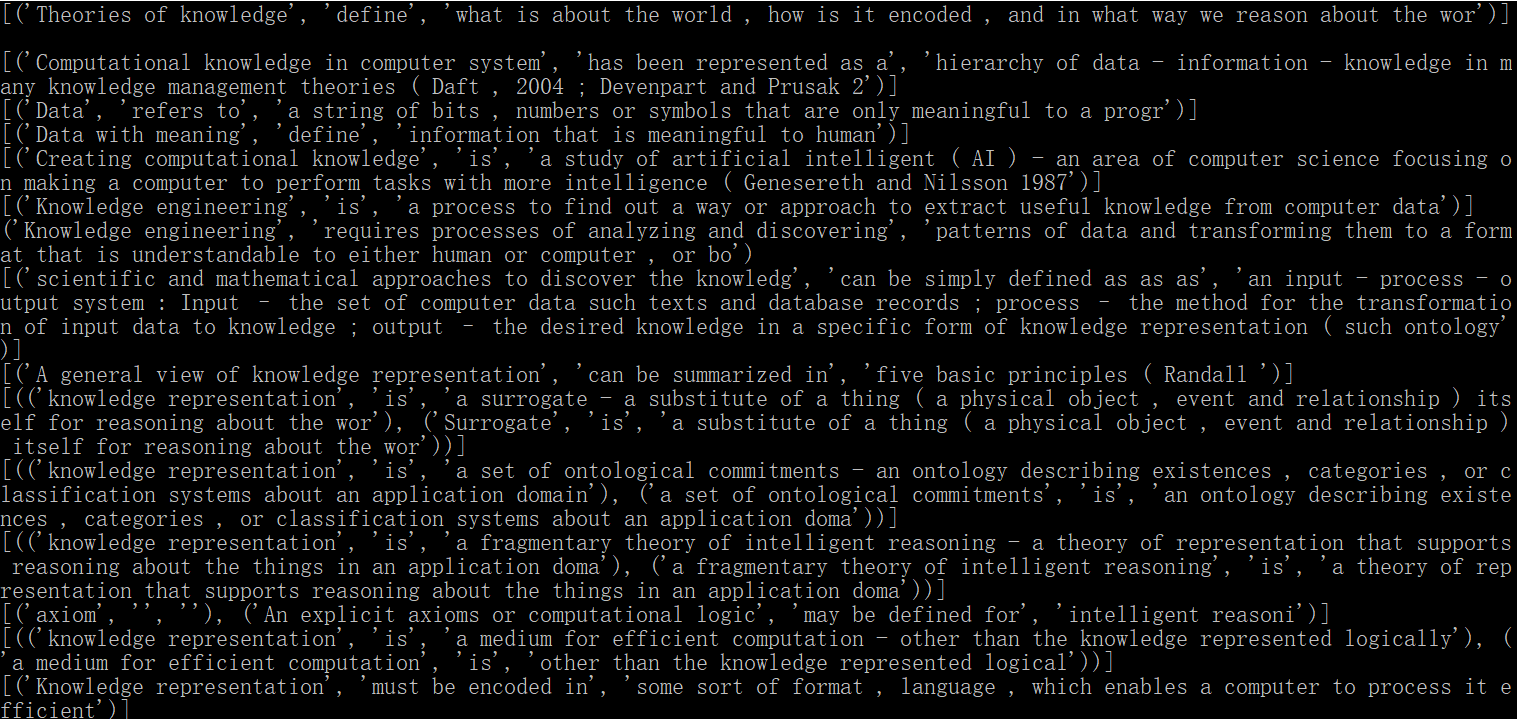 [('Theories of knowledge', 'define', 'what is about the world , how is it encoded , and in what way we reason about the wor')]
[('Computational knowledge in computer system', 'has been represented as a', 'hierarchy of data - information - knowledge in m
any knowledge management theories ( Daft , 2004 ; Devenpart and Prusak 2')]
[('Data', 'refers to', 'a string of bits , numbers or symbols that are only meaningful to a progr')]
[('Data with meaning', 'define', 'information that is meaningful to human')]
[('Creating computational knowledge', 'is', 'a study of artificial intelligent ( AI ) - an area of computer science focusing o
n making a computer to perform tasks with more intelligence ( Genesereth and Nilsson 1987')]
[('Knowledge engineering', 'is', 'a process to find out a way or approach to extract useful knowledge from computer data')]
('Knowledge engineering', 'requires processes of analyzing and discovering', 'patterns of data and transforming them to a form
at that is understandable to either human or computer , or bo')
[('scientific and mathematical approaches to discover the knowledg', 'can be simply defined as as as', 'an input - process - o
utput system : Input  - the set of computer data such texts and database records ; process  - the method for the transformatio
n of input data to knowledge ; output  - the desired knowledge in a specific form of knowledge representation ( such ontology'
)]
[('A general view of knowledge representation', 'can be summarized in', 'five basic principles ( Randall ')]
[(('knowledge representation', 'is', 'a surrogate - a substitute of a thing ( a physical object , event and relationship ) its
elf for reasoning about the wor'), ('Surrogate', 'is', 'a substitute of a thing ( a physical object , event and relationship )
 itself for reasoning about the wor'))]
[(('knowledge representation', 'is', 'a set of ontological commitments - an ontology describing existences , categories , or c
lassification systems about an application domain'), ('a set of ontological commitments', 'is', 'an ontology describing existe
nces , categories , or classification systems about an application doma'))]
[(('knowledge representation', 'is', 'a fragmentary theory of intelligent reasoning - a theory of representation that supports
 reasoning about the things in an application doma'), ('a fragmentary theory of intelligent reasoning', 'is', 'a theory of rep
resentation that supports reasoning about the things in an application doma'))]
[('axiom', '', ''), ('An explicit axioms or computational logic', 'may be defined for', 'intelligent reasoni')]
[(('knowledge representation', 'is', 'a medium for efficient computation - other than the knowledge represented logically'), (
'a medium for efficient computation', 'is', 'other than the knowledge represented logical'))]
[('Knowledge representation', 'must be encoded in', 'some sort of format , language , which enables a computer to process it e
fficient')]